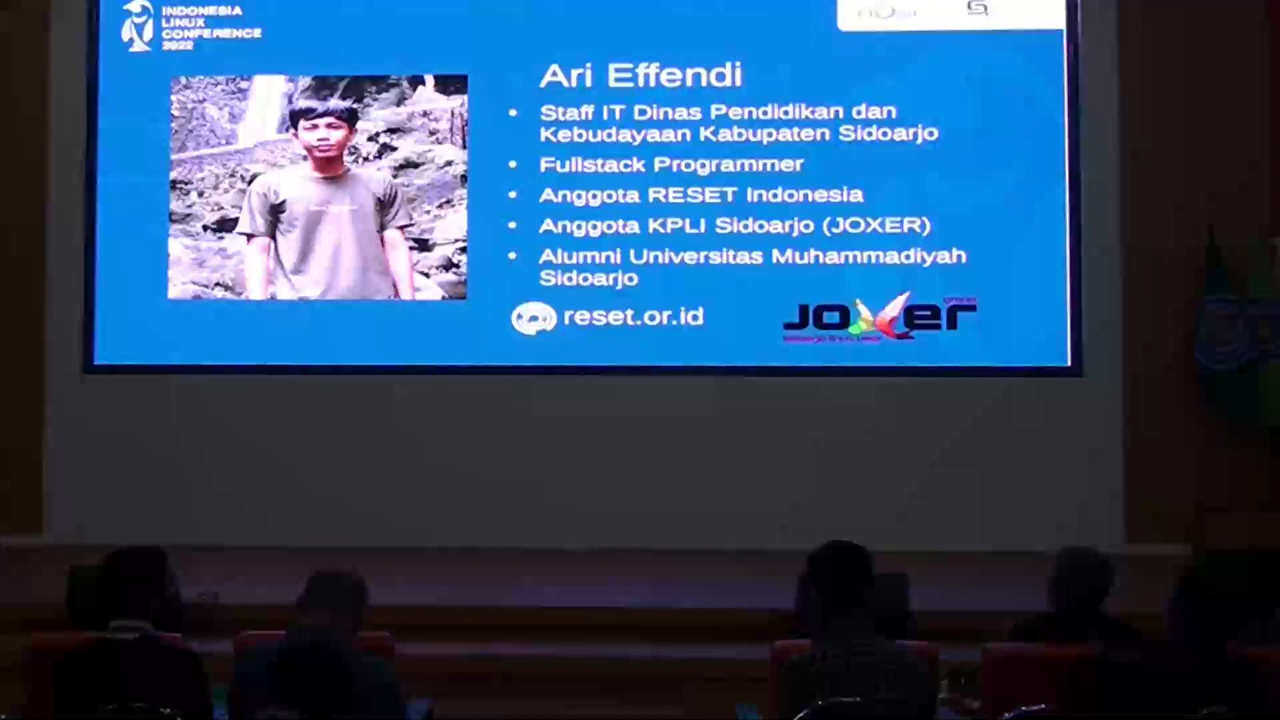 INDONESIA
LINUX
CONFERENCE
2022
Ari Effendi
• Staff IT Dinas Pendidikan dan
Kebudayaan Kabupaten Sidoarjo
• Fullstack Programmer
• Anggota RESET Indonesia
• Anggota KPLI Sidoarjo (JOXER)
• Alumni Universitas Muhammadiyah
Sidoarjo
reset.or.id
JOXer